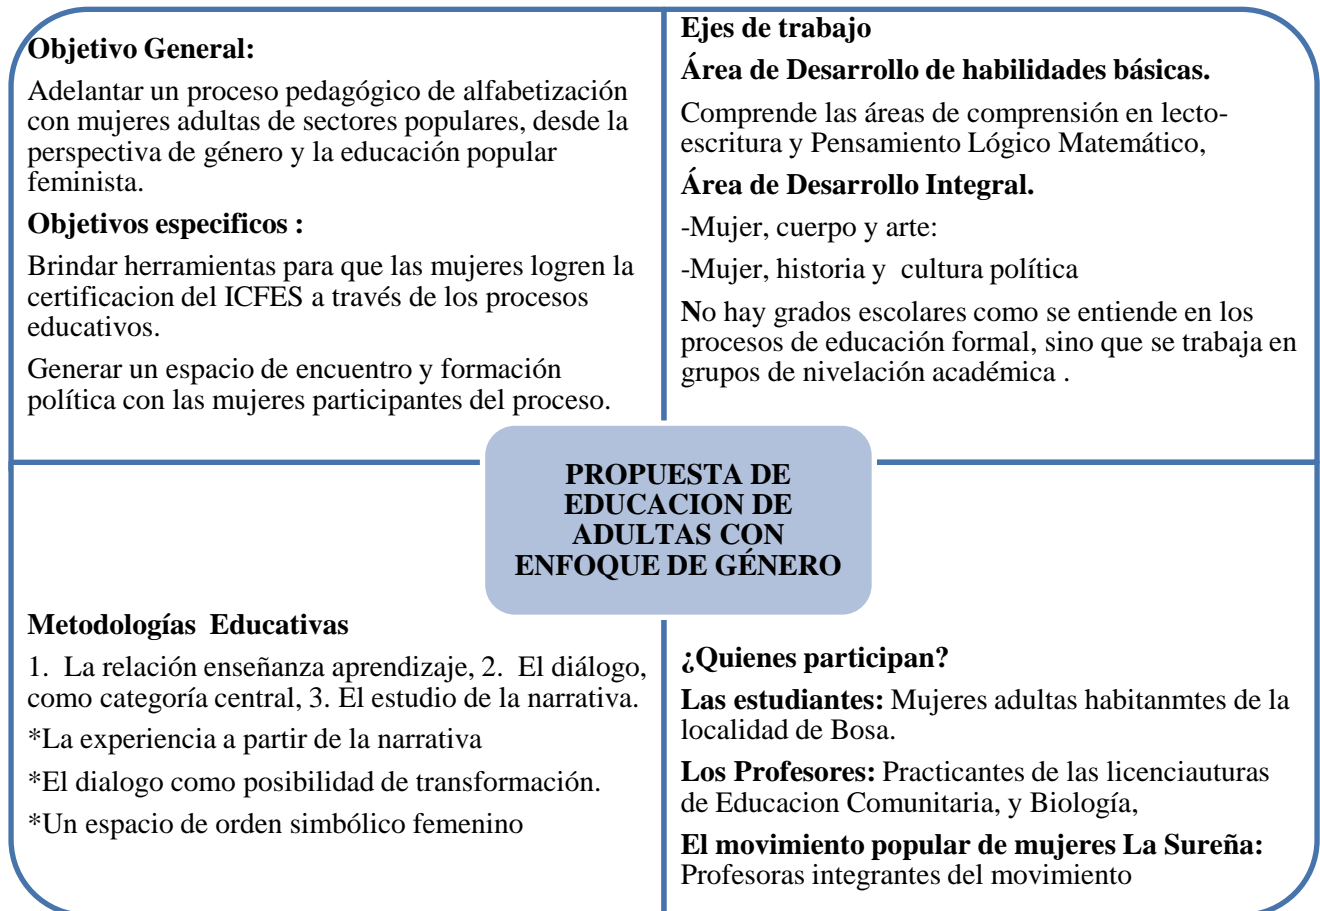 Objetivo General:
Adelantar un proceso pedagógico de alfabetización
con mujeres adultas de sectores populares, desde la
perspectiva de género y la educación popular
feminista.
Objetivos especificos :
Brindar herramientas para que las mujeres logren la
certificacion del ICFES a través de los procesos
educativos.
Generar un espacio de encuentro y formación
política con las mujeres participantes del proceso.
Ejes de trabajo
Área de Desarrollo de habilidades básicas.
Comprende las áreas de comprensión en lecto-
escritura y Pensamiento Lógico Matemático,
Área de Desarrollo Integral.
-Mujer, cuerpo y arte:
-Mujer, historia y cultura política
No hay grados escolares como se entiende en los
procesos de educación formal, sino que se trabaja en
grupos de nivelación académica .
PROPUESTA DE
EDUCACION DE
ADULTAS CON
ENFOQUE DE GÉNERO
Metodologías Educativas
1. La relación enseñanza aprendizaje, 2. El diálogo,
como categoría central, 3. El estudio de la narrativa.
*La experiencia a partir de la narrativa
*El dialogo como posibilidad de transformación.
*Un espacio de orden simbólico femenino
¿Quienes participan?
Las estudiantes: Mujeres adultas habitanmtes de la
localidad de Bosa.
Los Profesores: Practicantes de las licenciauturas
de Educacion Comunitaria, y Biología,
El movimiento popular de mujeres La Sureña:
Profesoras integrantes del movimiento